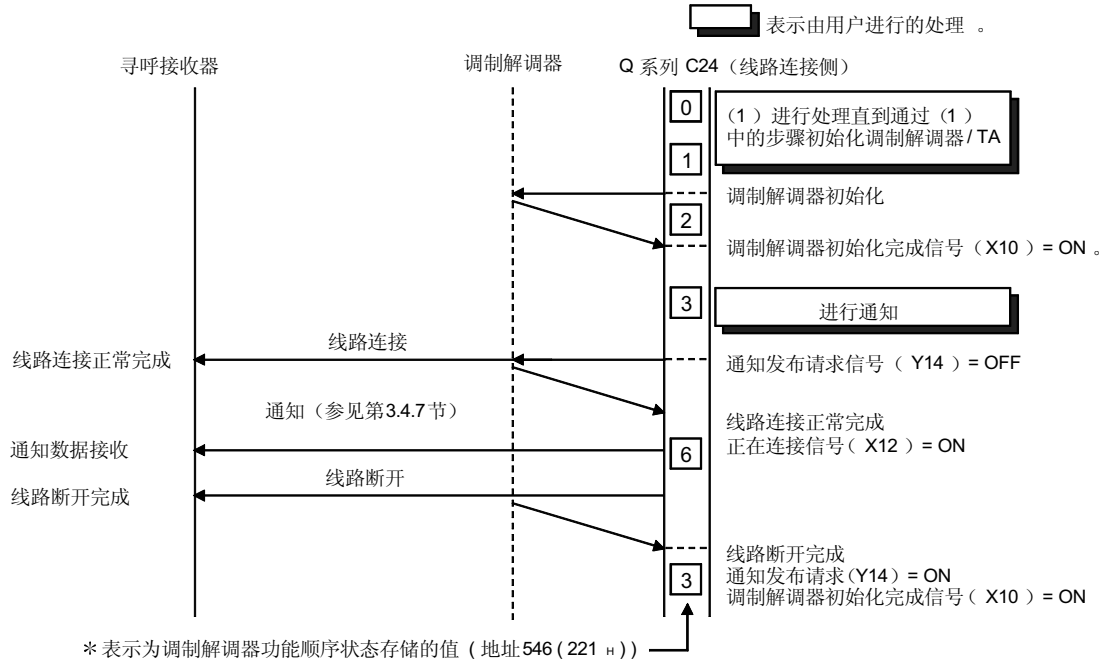 表示由用户进行的处理 。
寻呼接收器
调制解调器
Q 系列 C24（线路连接侧）
0
（1 ）进行处理直到通过（1 ）
中的步骤初始化调制解调器/ TA
1
调制解调器初始化
2
调制解调器初始化完成信号（X10 ）= ON 。
3
进行通知
线路连接
线路连接正常完成
通知发布请求信号（ Y14 ）= OFF
通知（参见第3.4.7节）
线路连接正常完成
正在连接信号（ X12 ）= ON
通知数据接收
6
线路断开
线路断开完成
线路断开完成
3
通知发布请求(Y14）= ON
调制解调器初始化完成信号（ X10 ）= ON
＊表示为调制解调器功能顺序状态存储的值 ( 地址546 ( 221 H ) )